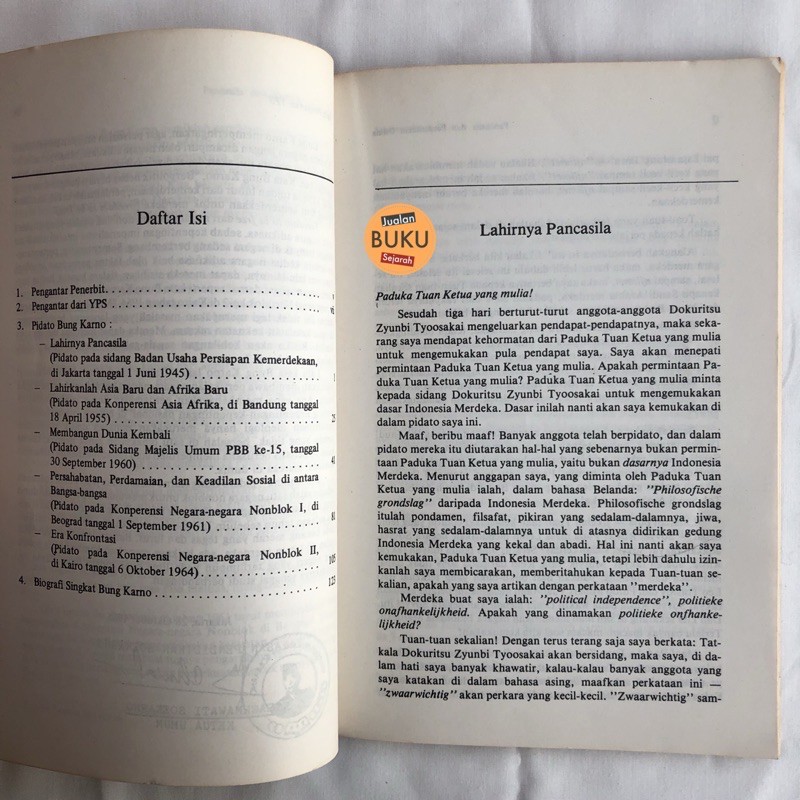 Daftar Isi
1. Pengantar Penerbit. . . . . . . . . . . . . . . . . . . . . . . . . . . . . . v
2. Pengantar dari YPS . . . . . . . . . . . . . . . . . . . . . . . . . . . . . vi
3. Pidato Bung Karno :
– Lahirnya Pancasila
(Pidato pada sidang Badan Usaha Persiapan Kemerdekaan,
di Jakarta tanggal 1 Juni 1945) . . . . . . . . . . . . . . . . . . 1
– Lahirkanlah Asia Baru dan Afrika Baru
(Pidato pada Konperensi Asia Afrika, di Bandung tanggal
18 April 1955) . . . . . . . . . . . . . . . . . . . . . . . . . . . . . .
– Membangun Dunia Kembali
(Pidato pada Sidang Majelis Umum PBB ke-15, tanggal
30 September 1960) . . . . . . . . . . . . . . . . . . . . . . . . . 41
– Persahabatan, Perdamaian, dan Keadilan Sosial di antara
Bangsa-bangsa
(Pidato pada Konperensi Negara-negara Nonblok I, di
Beograd tanggal 1 September 1961) . . . . . . . . . . . . . . 81
– Era Konfrontasi
(Pidato pada Konperensi Negara-negara Nonblok II,
di Kairo tanggal 6 Oktober 1964) . . . . . . . . . . . . . . . . 105
4. Biografi Singkat Bung Karno . . . . . . . . . . . . . . . . . . . . . . 123
Jualan
BUKU
Sejarah
Lahirnya Pancasila
Paduka Tuan Ketua yang mulia!
Sesudah tiga hari berturut-turut anggota-anggota Dokuritsu
Zyunbi Tyoosakai mengeluarkan pendapat-pendapatnya, maka seka-
rang saya mendapat kehormatan dari Paduka Tuan Ketua yang mulia
untuk mengemukakan pula pendapat saya. Saya akan menepati
permintaan Paduka Tuan Ketua yang mulia. Apakah permintaan Pa-
duka Tuan Ketua yang mulia? Paduka Tuan Ketua yang mulia minta
kepada sidang Dokuritsu Zyunbi Tyoosakai untuk mengemukakan
dasar Indonesia Merdeka. Dasar inilah nanti akan saya kemukakan di
dalam pidato saya ini.
Maaf, beribu maaf! Banyak anggota telah berpidato, dan dalam
pidato mereka itu diutarakan hal-hal yang sebenarnya bukan permin-
taan Paduka Tuan Ketua yang mulia, yaitu bukan dasarnya Indonesia
Merdeka. Menurut anggapan saya, yang diminta oleh Paduka Tuan
Ketua yang mulia ialah, dalam bahasa Belanda: "Philosofische
grondslag" daripada Indonesia Merdeka. Philosofische grondslag
itulah pondamen, filsafat, pikiran yang sedalam-dalamnya, jiwa,
hasrat yang sedalam-dalamnya untuk di atasnya didirikan gedung
Indonesia Merdeka yang kekal dan abadi. Hal ini nanti akan saya
kemukakan, Paduka Tuan Ketua yang mulia, tetapi lebih dahulu izin-
kanlah saya membicarakan, memberitahukan kepada Tuan-tuan se-
kalian, apakah yang saya artikan dengan perkataan "merdeka".
Merdeka buat saya ialah: "political independence", politieke
onafhankelijkheid. Apakah yang dinamakan politieke onfhanke-
lijkheid?
Tuan-tuan sekalian! Dengan terus terang saja saya berkata: Tat-
kala Dokuritsu Zyunbi Tyoosakai akan bersidang, maka saya, di da-
lam hati saya banyak khawatir, kalau-kalau banyak anggota yang
saya katakan di dalam bahasa asing, maafkan perkataan ini —
"zwaarwichtig" akan perkara yang kecil-kecil. "Zwaarwichtig" sam-